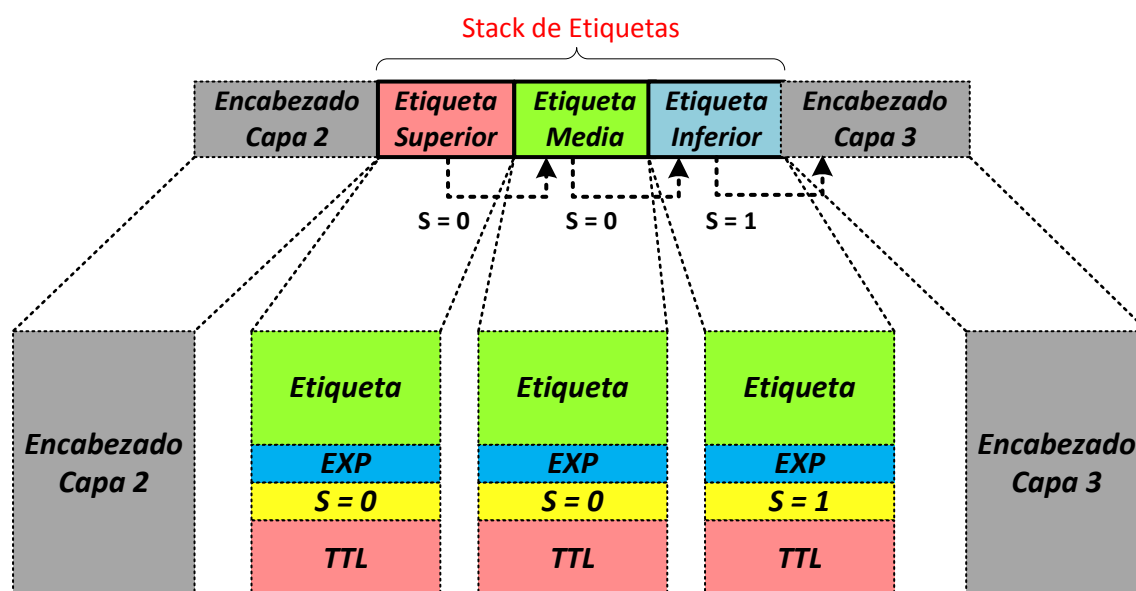 Stack de Etiquetas
Encabezado
Capa 2
Etiqueta
Superior
Etiqueta
Media
Etiqueta
Inferior
Encabezado
Capa 3
S = 0
S = 0
S = 1
Encabezado
Capa 2
Etiqueta
EXP
S = 0
TTL
Etiqueta
EXP
S = 0
TTL
Etiqueta
EXP
S = 1
TTL
Encabezado
Capa 3